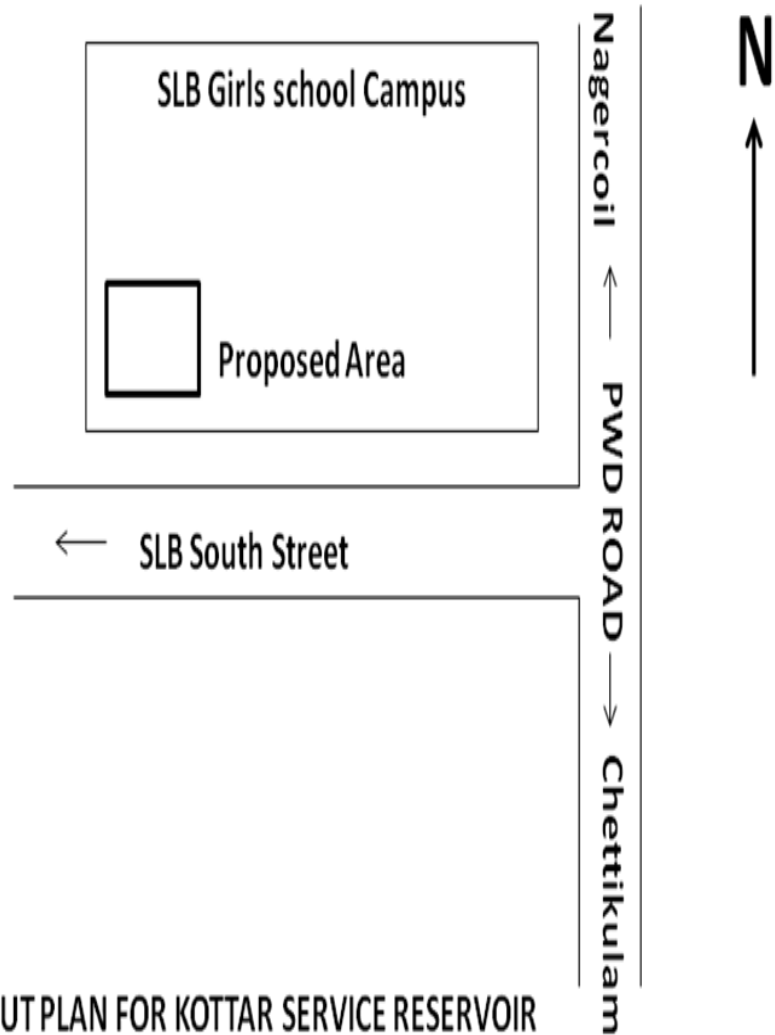 SLB Girls school Campus
Proposed Area
SLB South Street
Nagercoil ← PWD ROAD → Chettikulam
N
UT PLAN FOR KOTTAR SERVICE RESERVOIR